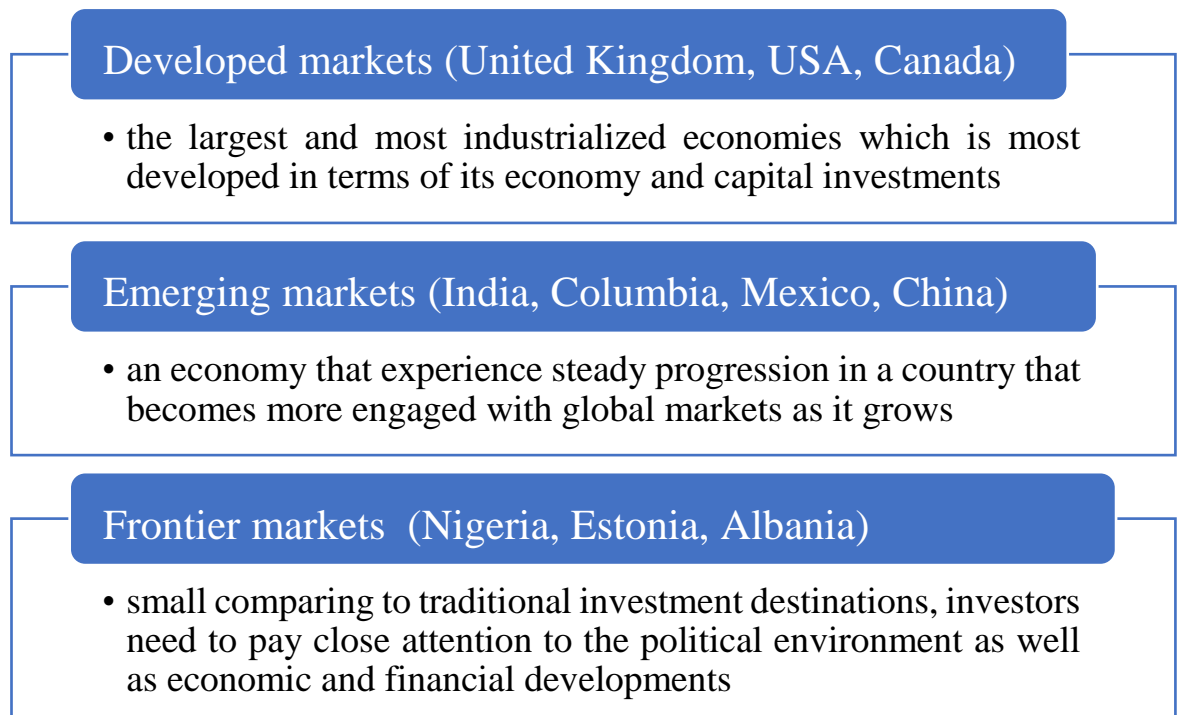 Developed markets (United Kingdom, USA, Canada)
• the largest and most industrialized economies which is most
developed in terms of its economy and capital investments
Emerging markets (India, Columbia, Mexico, China)
• an economy that experience steady progression in a country that
becomes more engaged with global markets as it grows
Frontier markets (Nigeria, Estonia, Albania)
• small comparing to traditional investment destinations, investors
need to pay close attention to the political environment as well
as economic and financial developments